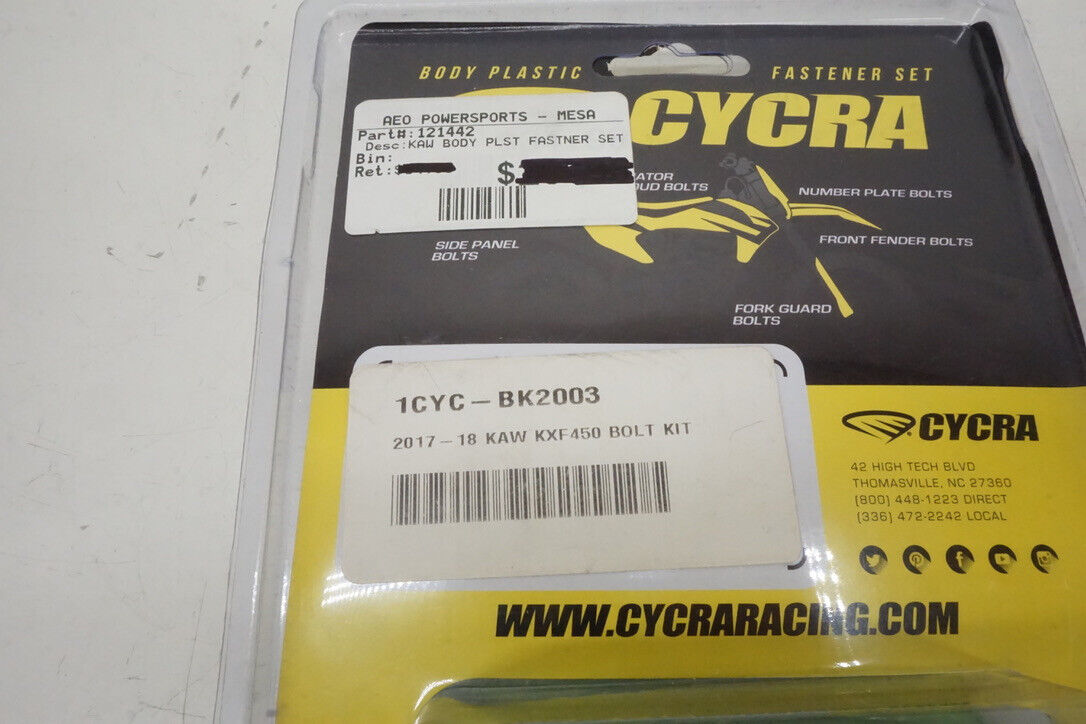 BODY PLASTIC FASTENER SET
CYCRA
AEO POWERSPORTS - MESA
Part#:121442
Desc:KAW BODY PLST FASTNER SET
Bin:
Ret:$
$
BOLTS
NUMBER PLATE BOLTS
SIDE PANEL
BOLTS
FRONT FENDER BOLTS
FORK GUARD
BOLTS
1CYC-BK2003
2017-18 KAW KXF450 BOLT KIT
CYCRA
42 HIGH TECH BLVD
THOMASVILLE, NC 27360
(800) 448-1223 DIRECT
(336) 472-2242 LOCAL
WWW.CYCRARACING.COM